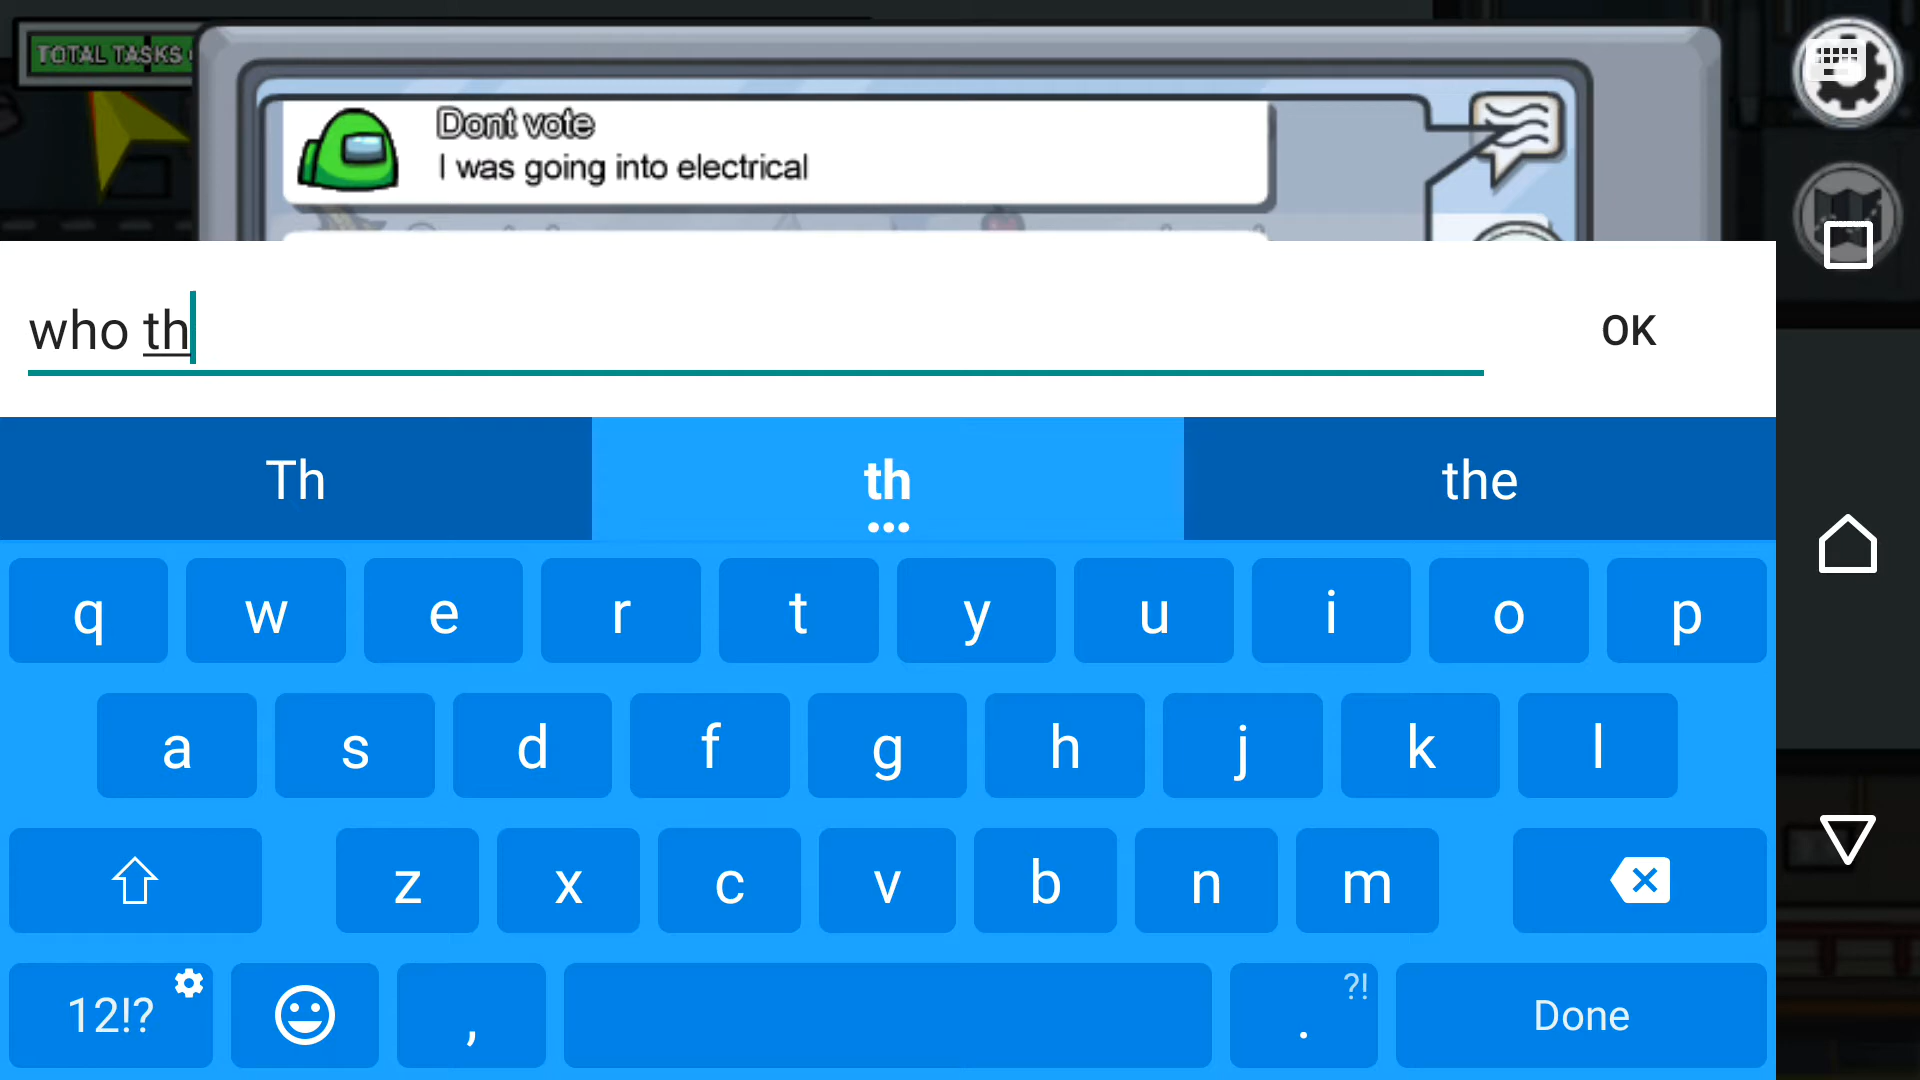 TOTAL TASKS
Dont vote
I was going into electrical
who th
OK
Th
th
the
q w e r t y u i o p
a s d f g h j k l
z x c v b n m
12!? , . ?! Done